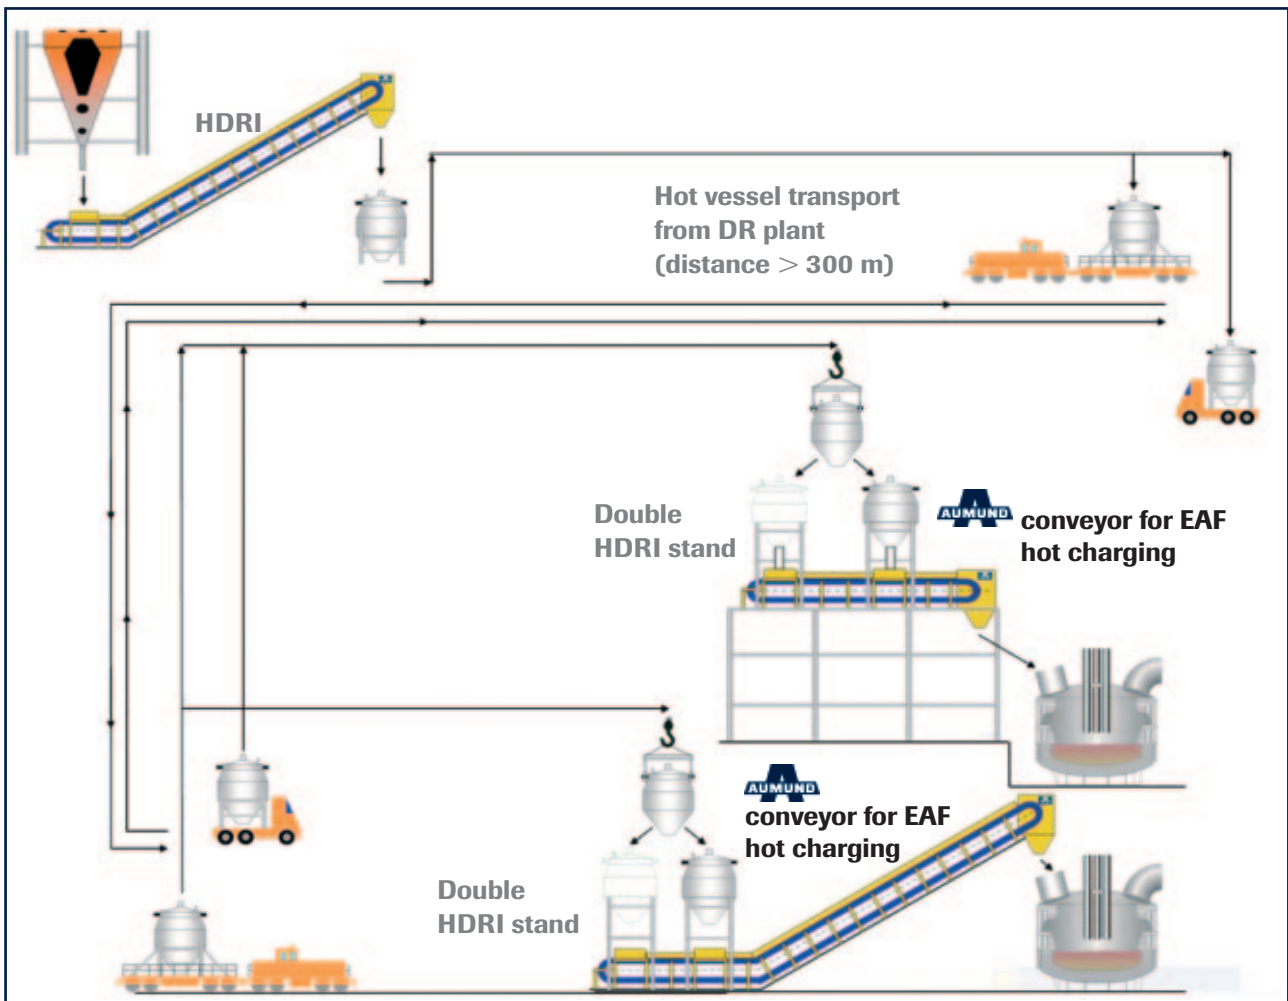 HDRI
Hot vessel transport
from DR plant
(distance > 300 m)
Double
HDRI stand
AUMUND
conveyor for EAF
hot charging
AUMUND
conveyor for EAF
hot charging
Double
HDRI stand